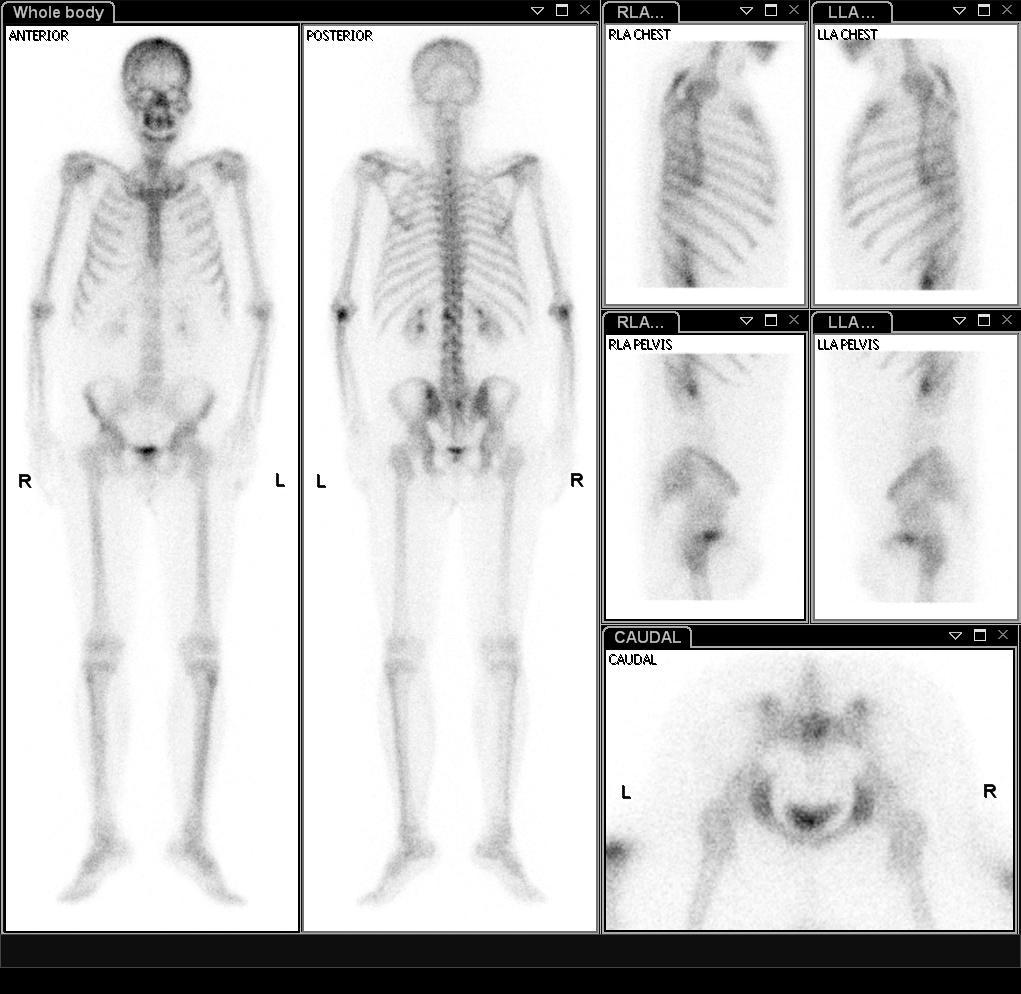 Whole body
ANTERIOR
R
L
POSTERIOR
L
R
RLA...
RLA CHEST
LLA...
LLA CHEST
RLA...
RLA PELVIS
LLA...
LLA PELVIS
CAUDAL
CAUDAL
L
R